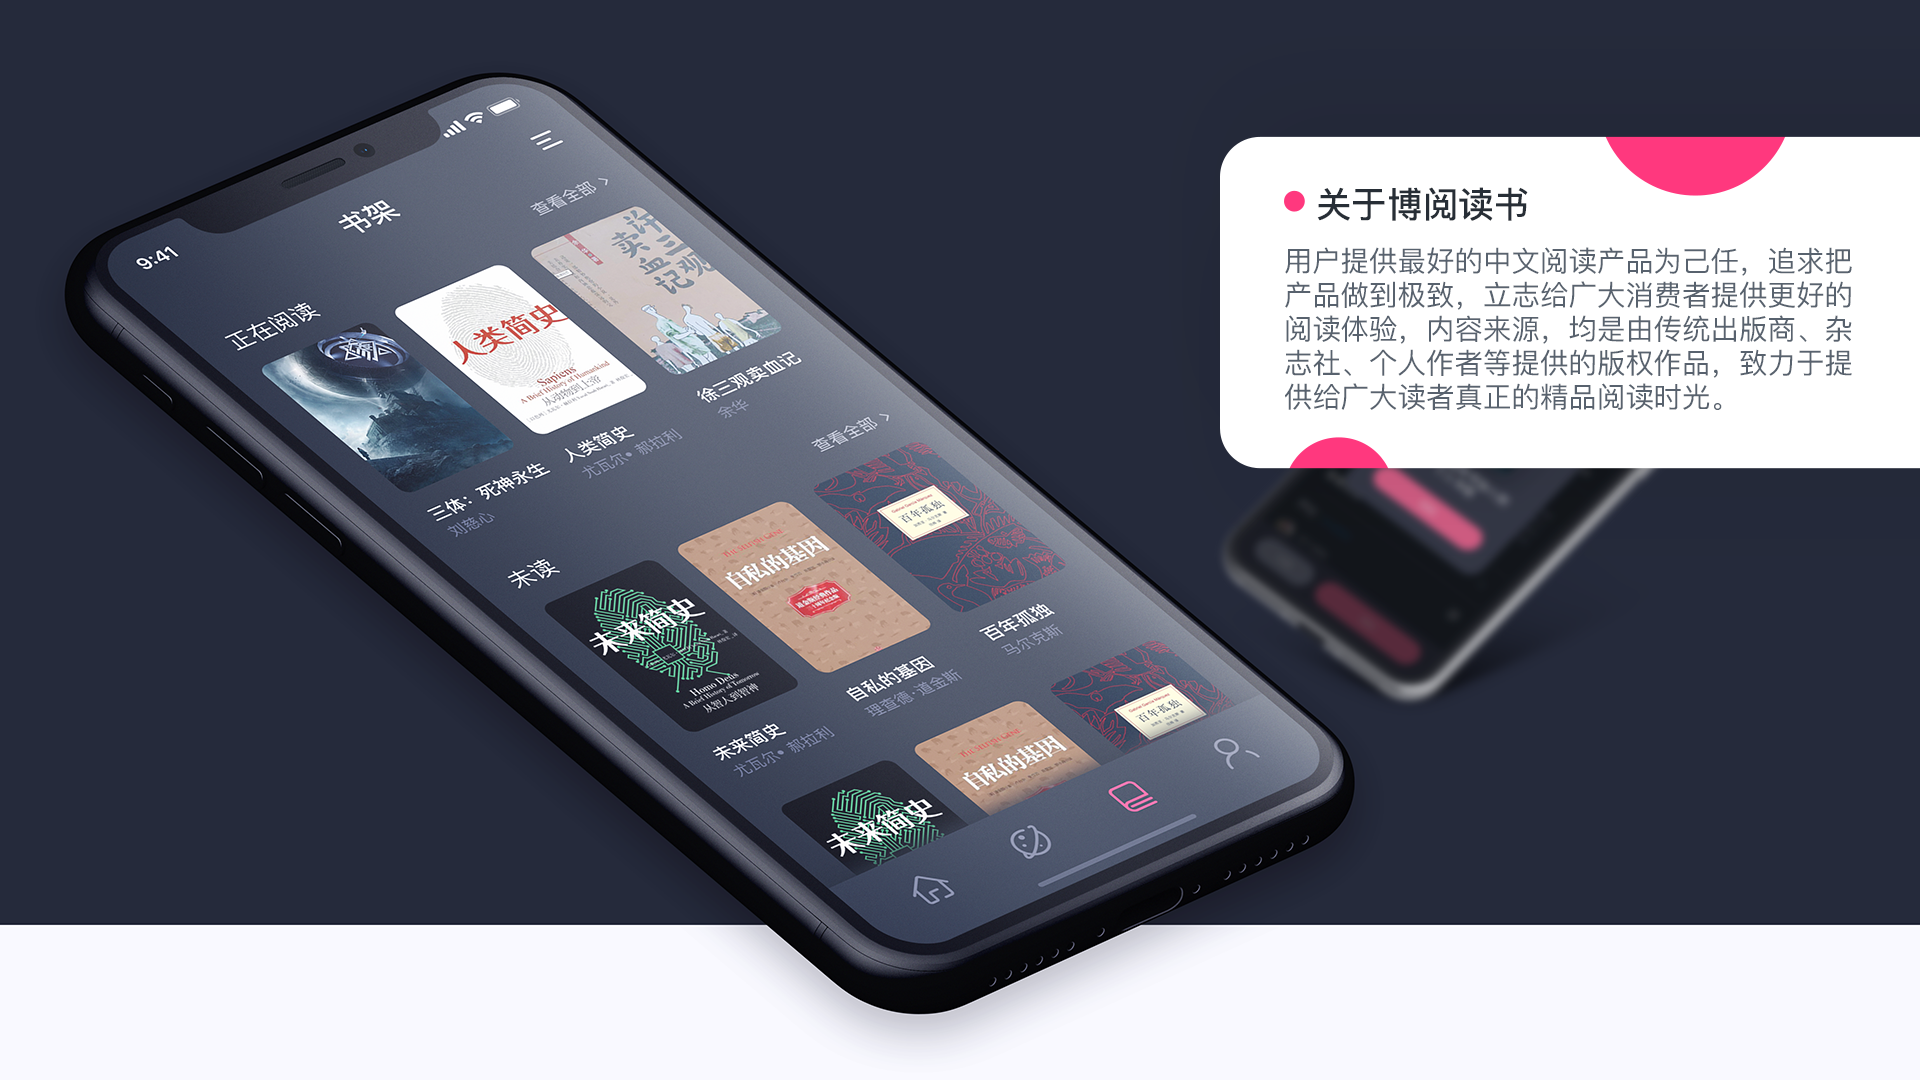 9:41
书架
正在阅读
查看全部
人类简史
Sapiens
A Brief History of Humankind
从动物到上帝
许三观
卖血记
三体：死神永生
刘慈心
人类简史
尤瓦尔•郝拉利
徐三观卖血记
余华
未读
查看全部
未来简史
Homo Deus
A Brief History of Tomorrow
从智人到智神
自私的基因
百年孤独
未来简史
尤瓦尔•郝拉利
自私的基因
理查德·道金斯
百年孤独
马尔克斯
未来简史
自私的基因
百年孤独
关于博阅读书
用户提供最好的中文阅读产品为己任，追求把
产品做到极致，立志给广大消费者提供更好的
阅读体验，内容来源，均是由传统出版商、杂
志社、个人作者等提供的版权作品，致力于提
供给广大读者真正的精品阅读时光。